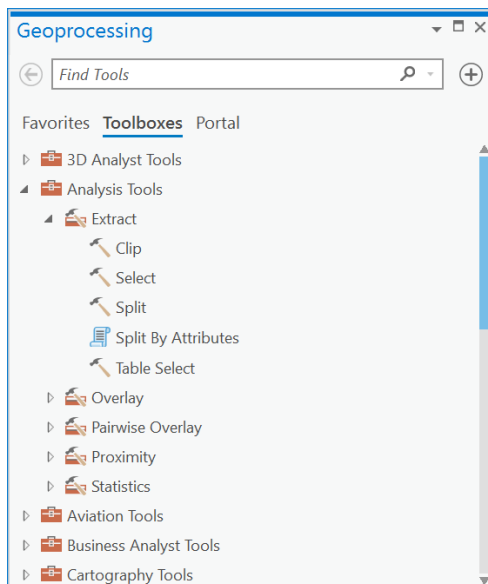 Geoprocessing
Find Tools
Favorites Toolboxes Portal
3D Analyst Tools
Analysis Tools
Extract
Clip
Select
Split
Split By Attributes
Table Select
Overlay
Pairwise Overlay
Proximity
Statistics
Aviation Tools
Business Analyst Tools
Cartography Tools